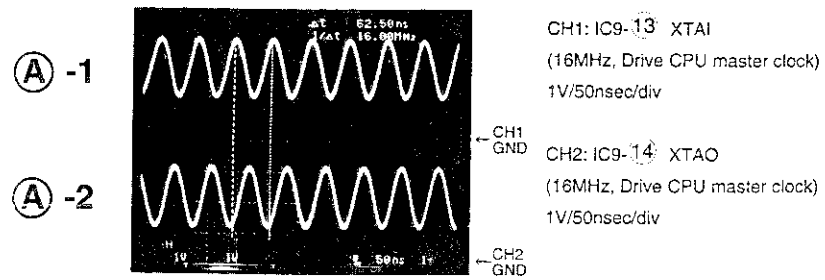 Δt 62.50ns
1/Δt 16.00MHz
Ⓐ -1
CH1: IC9-13 XTAI
(16MHz, Drive CPU master clock)
1V/50nsec/div
←CH1
GND
Ⓐ -2
CH2: IC9-14 XTAO
(16MHz, Drive CPU master clock)
1V/50nsec/div
1V 1V 50ns
←CH2
GND